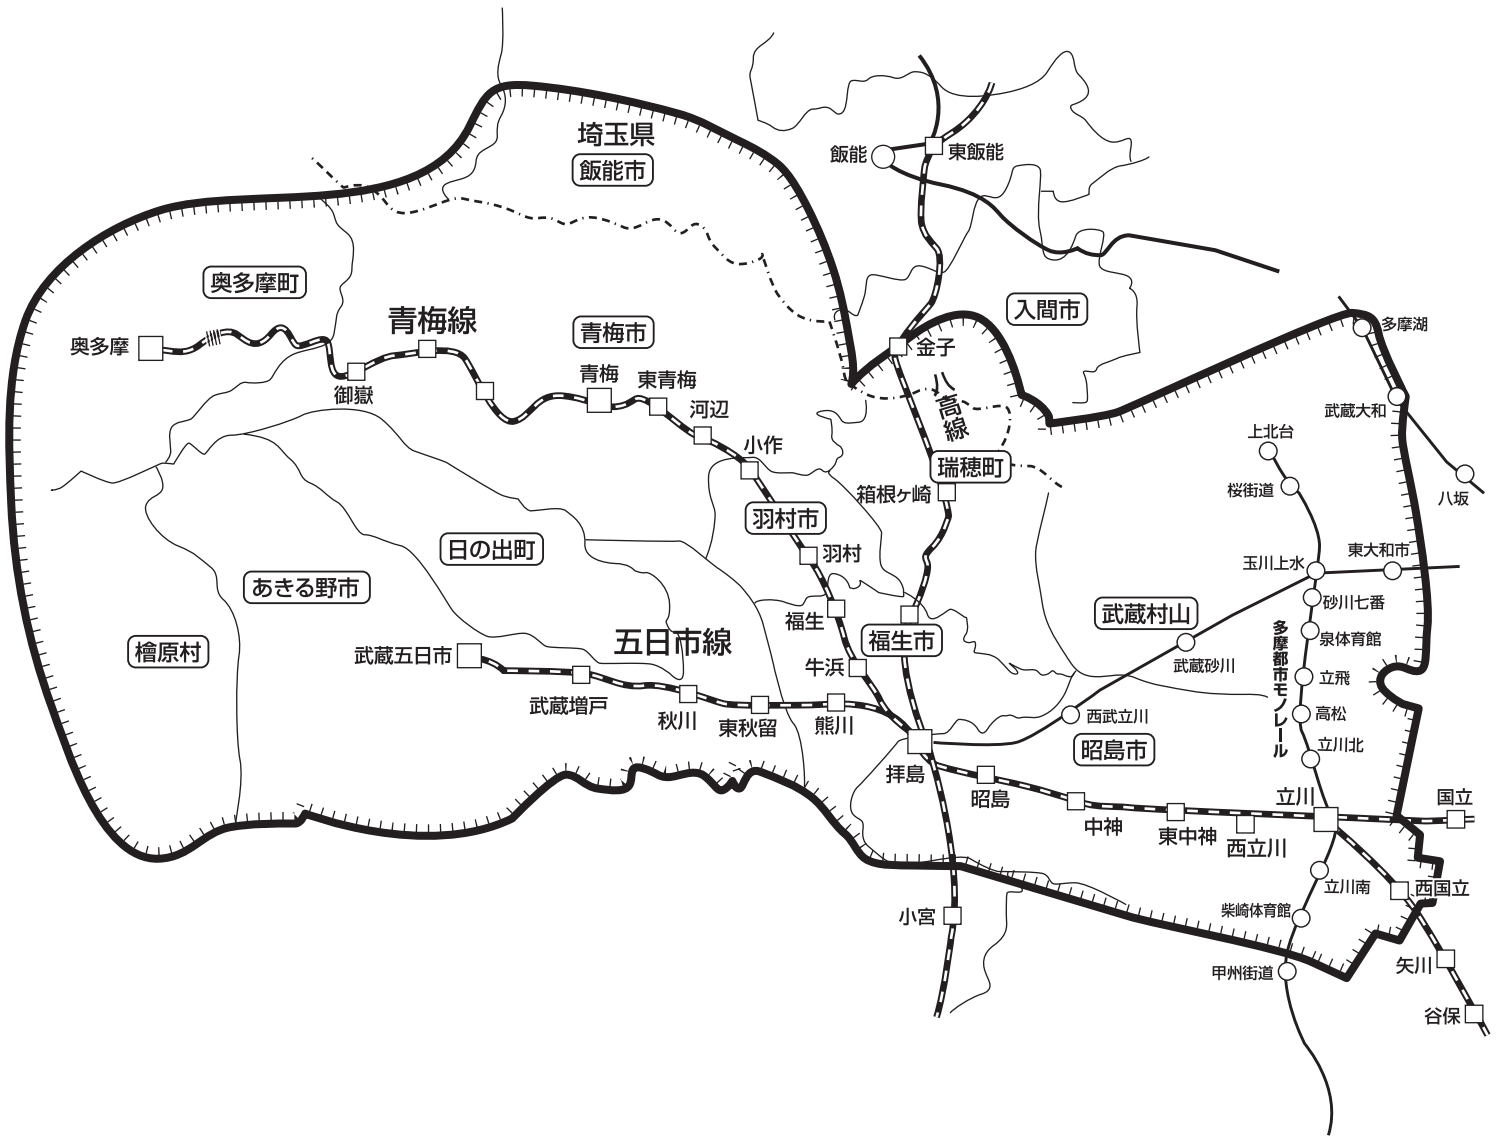 埼玉県
飯能市
飯能
東飯能
奥多摩町
奥多摩
青梅線
御嶽
青梅市
青梅
東青梅
河辺
小作
入間市
金子
八高線
多摩湖
武蔵大和
上北台
桜街道
八坂
瑞穂町
箱根ヶ崎
羽村市
羽村
日の出町
あきる野市
檜原村
玉川上水
東大和市
砂川七番
武蔵村山
福生
福生市
泉体育館
多摩都市モノレール
五日市線
武蔵五日市
牛浜
武蔵砂川
立飛
武蔵増戸
秋川
東秋留
熊川
西武立川
高松
昭島市
立川北
拝島
昭島
中神
東中神
西立川
立川
国立
立川南
西国立
柴崎体育館
小宮
甲州街道
矢川
谷保